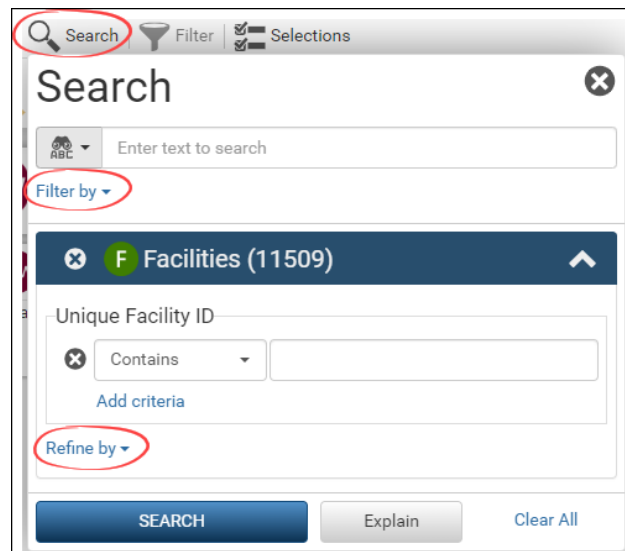 Search Filter Selections
Search
ABC Enter text to search
Filter by
F Facilities (11509)
Unique Facility ID
Contains
Add criteria
Refine by
SEARCH Explain Clear All